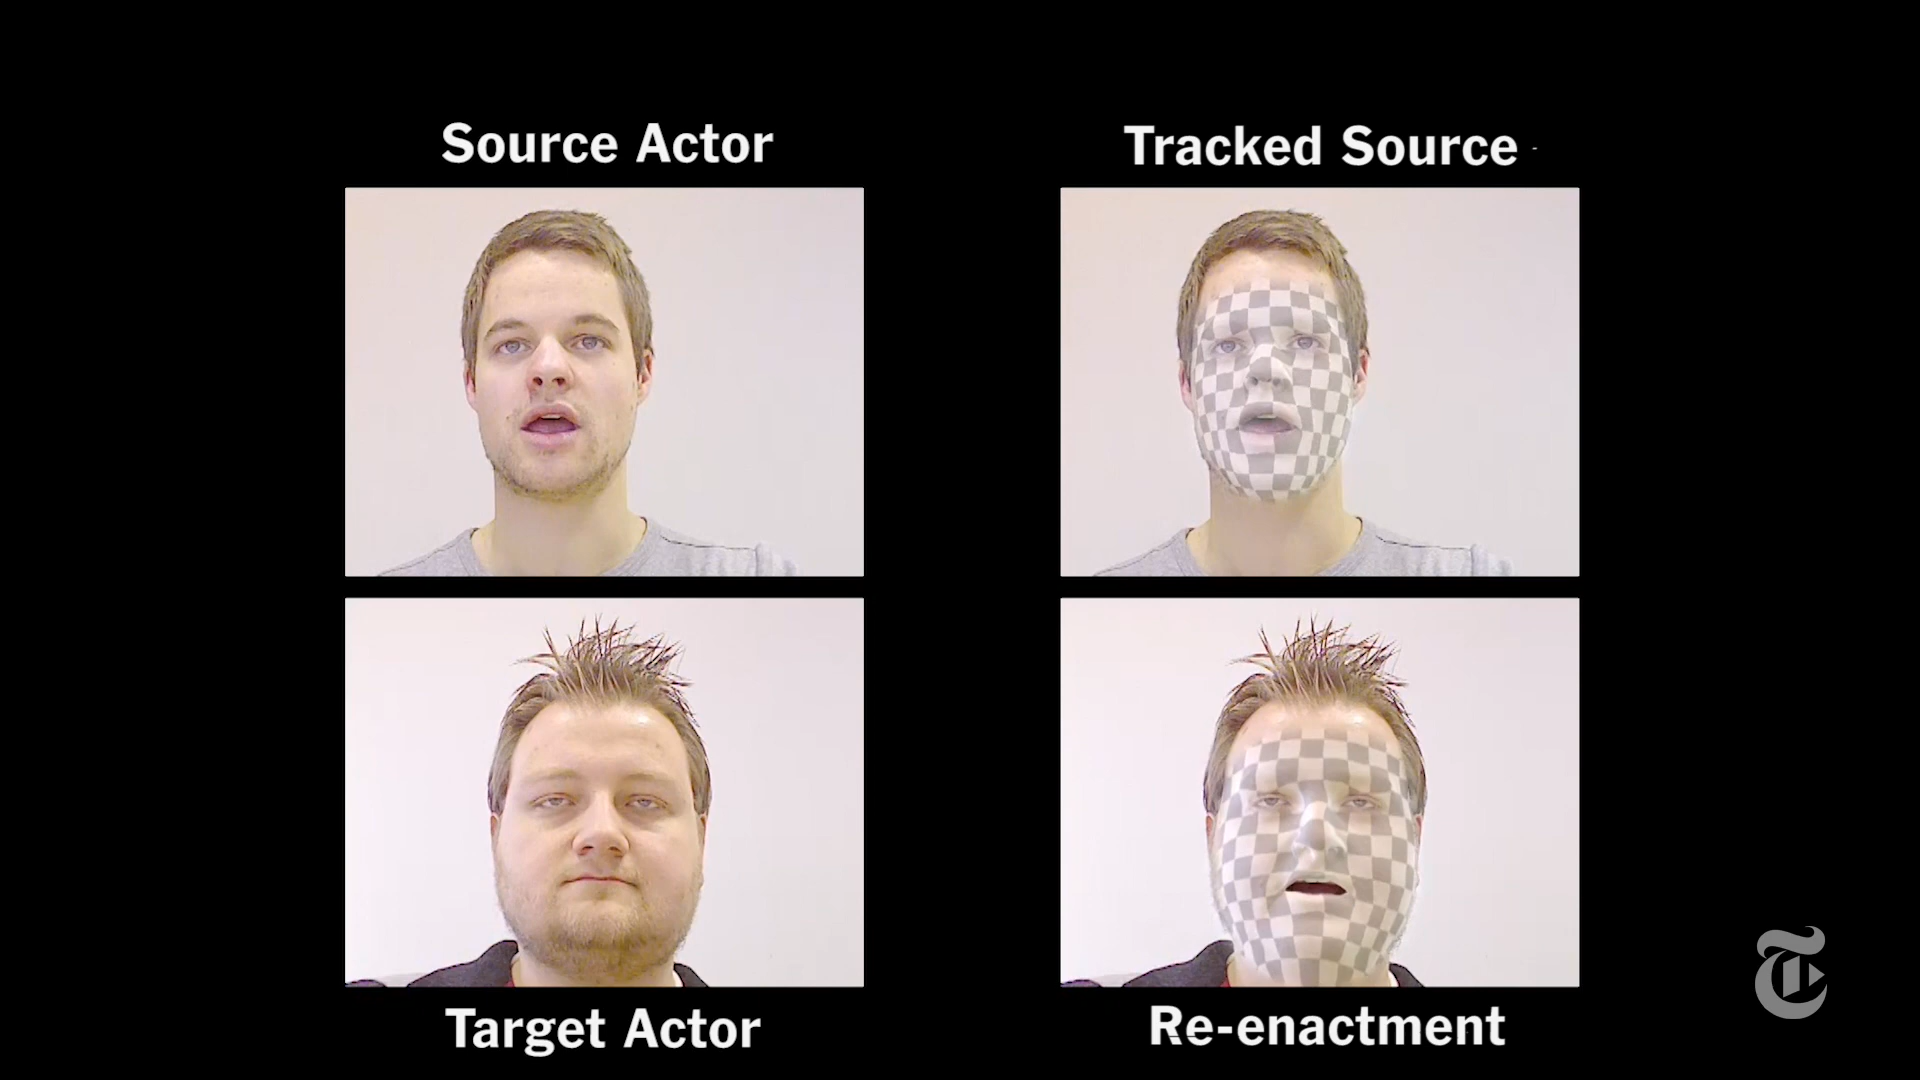 Source Actor
Tracked Source
Target Actor
Re-enactment